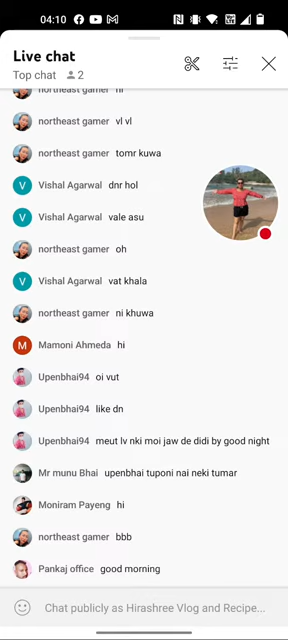 04:10
Live chat
Top chat 2
northeast gamer hi
northeast gamer vl vl
northeast gamer tomr kuwa
V Vishal Agarwal dnr hol
V Vishal Agarwal vale asu
northeast gamer oh
V Vishal Agarwal vat khala
northeast gamer ni khuwa
M Mamoni Ahmeda hi
Upenbhai94 oi vut
Upenbhai94 like dn
Upenbhai94 meut lv nki moi jaw de didi by good night
Mr munu Bhai upenbhai tuponi nai neki tumar
Moniram Payeng hi
northeast gamer bbb
Pankaj office good morning
Chat publicly as Hirashree Vlog and Recipe...